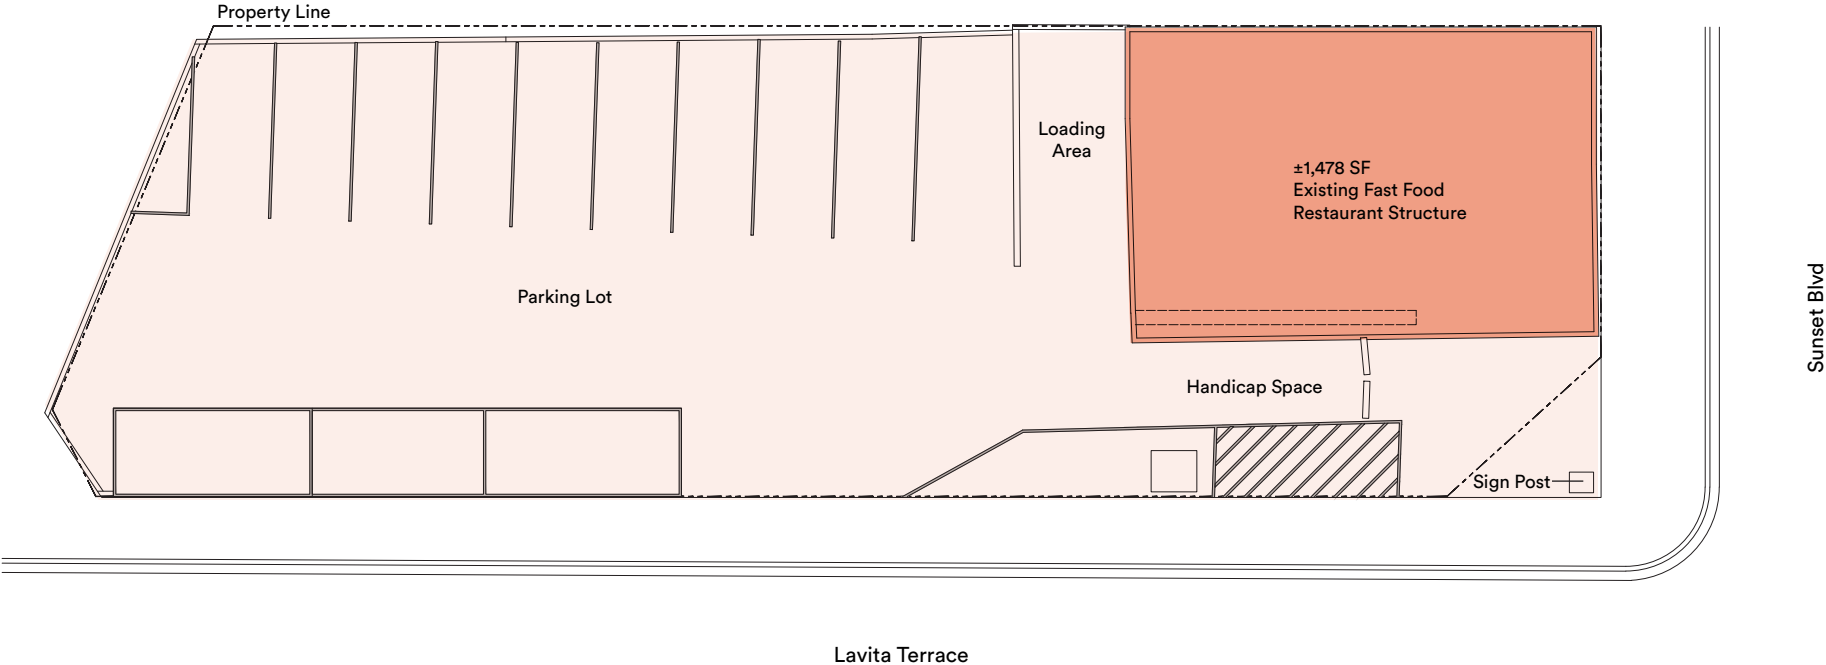 Property Line
Loading
Area
±1,478 SF
Existing Fast Food
Restaurant Structure
Parking Lot
Handicap Space
Sign Post
Sunset Blvd
Lavita Terrace